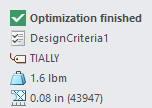 Optimization finished
DesignCriteria1
TIALLY
1.6 lbm
0.08 in (43947)